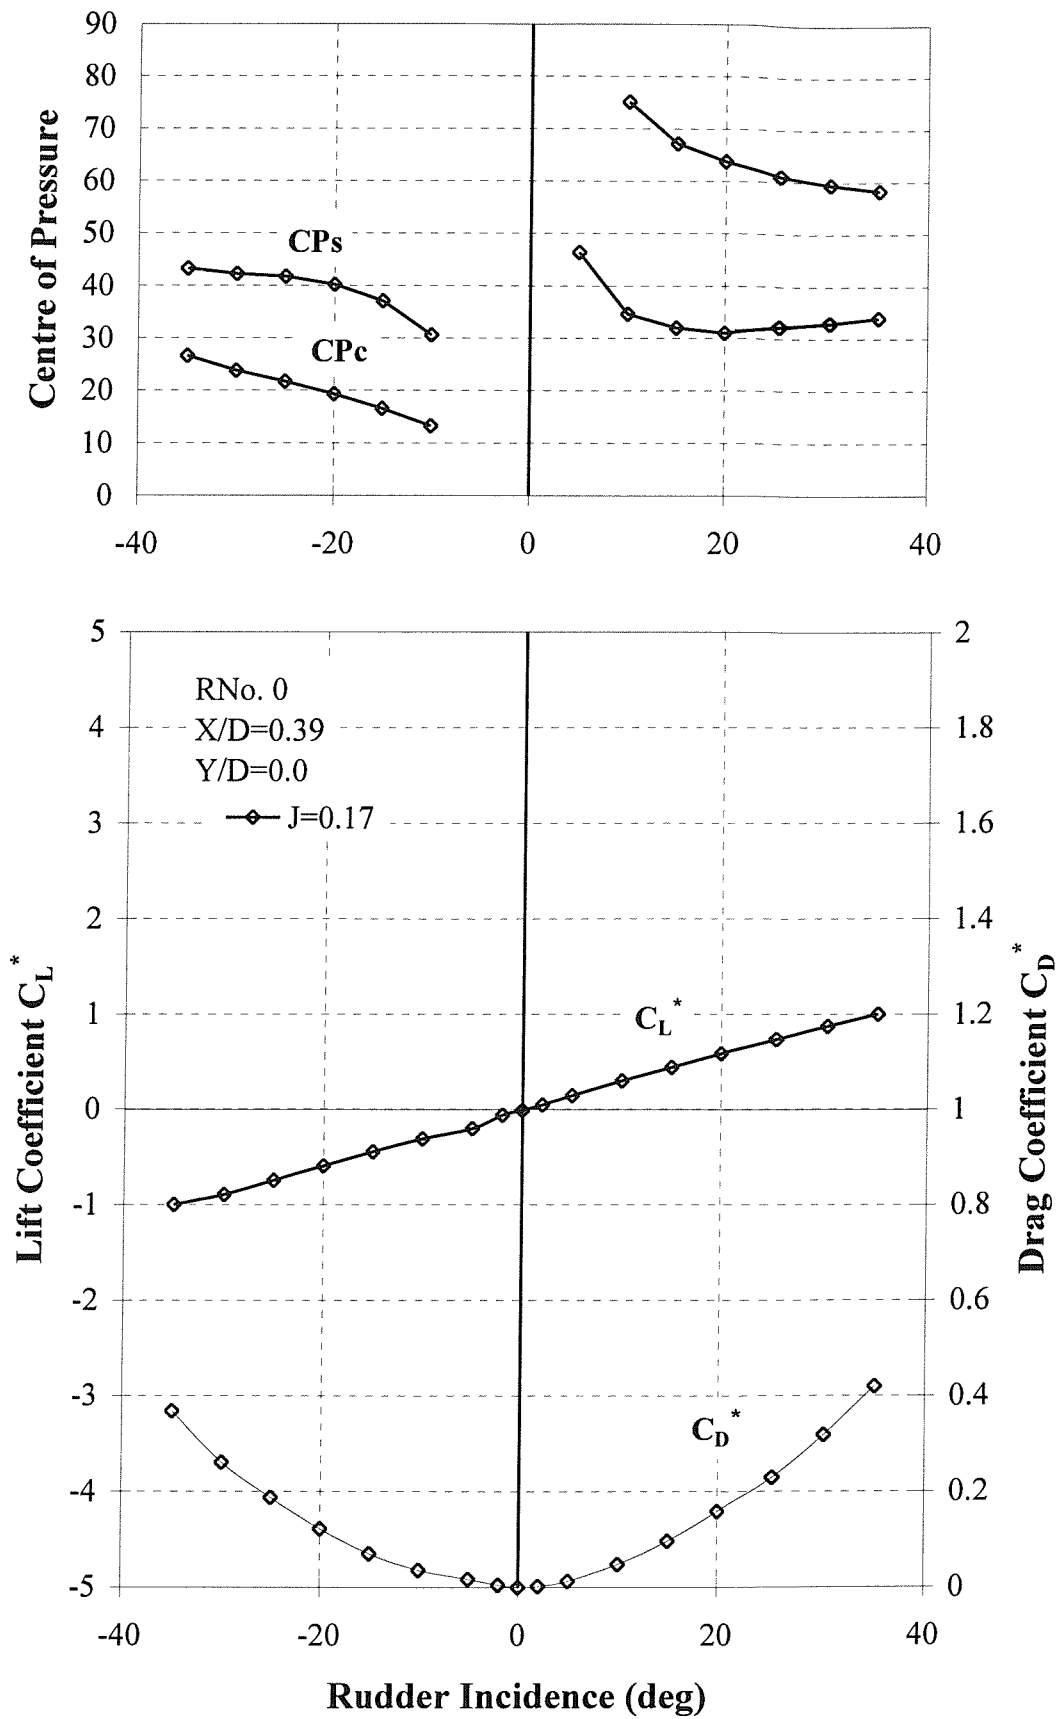 90
80
70
60
50
40
30
20
10
0
Centre of Pressure
CPs
CPc
-40 -20 0 20 40
5
4
3
2
1
0
-1
-2
-3
-4
-5
Lift Coefficient C_L^*
RNo. 0
X/D=0.39
Y/D=0.0
J=0.17
C_L^*
C_D^*
2
1.8
1.6
1.4
1.2
1
0.8
0.6
0.4
0.2
0
Drag Coefficient C_D^*
-40 -20 0 20 40
Rudder Incidence (deg)